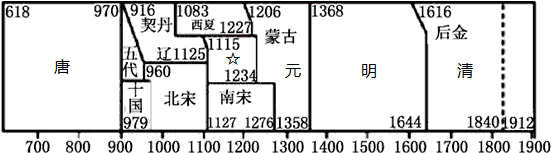 618 970 916 1083 1206 1368 1616
契丹 西夏 1227 蒙古 后金
五代 辽 1125 1115
唐 960 ☆ 元 明 清
1234
十国 北宋 南宋
979 1127 1276 1358 1644 1840 1912
600 700 800 900 1000 1100 1200 1300 1400 1500 1600 1700 1800 1900